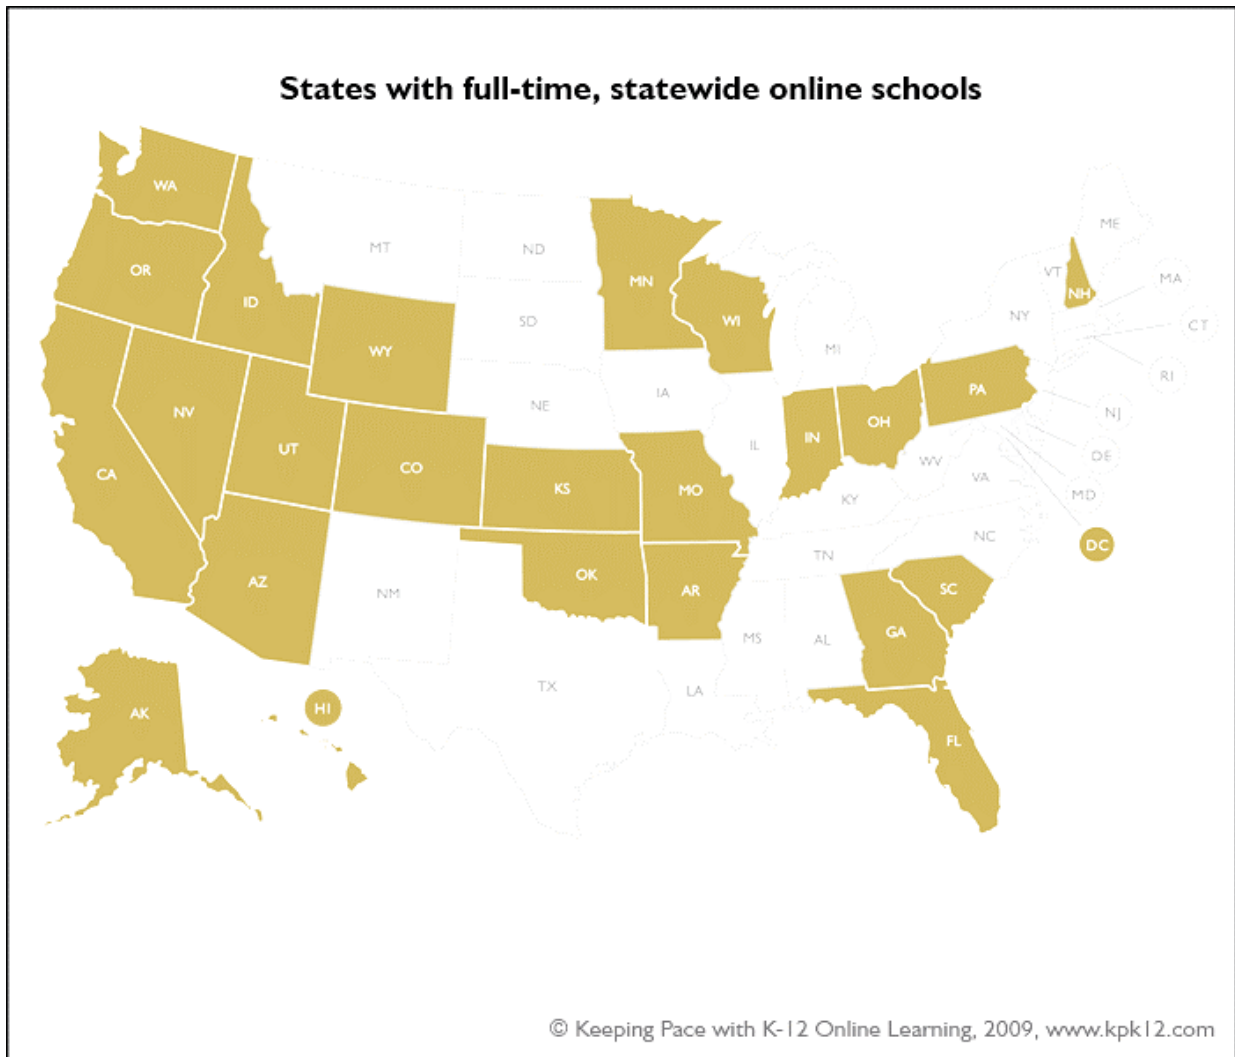 States with full-time, statewide online schools
WA
ME
MT
ND
VT
OR
MA
MN
NH
ID
NY
SD
WI
CT
WY
MI
RI
PA
IA
NE
NV
NJ
OH
IN
UT
IL
DE
WV
CO
CA
VA
KS
MO
MD
KY
NC
DC
TN
OK
AZ
SC
AR
NM
GA
MS
AL
TX
LA
HI
AK
FL
© Keeping Pace with K-12 Online Learning, 2009, www.kpk12.com